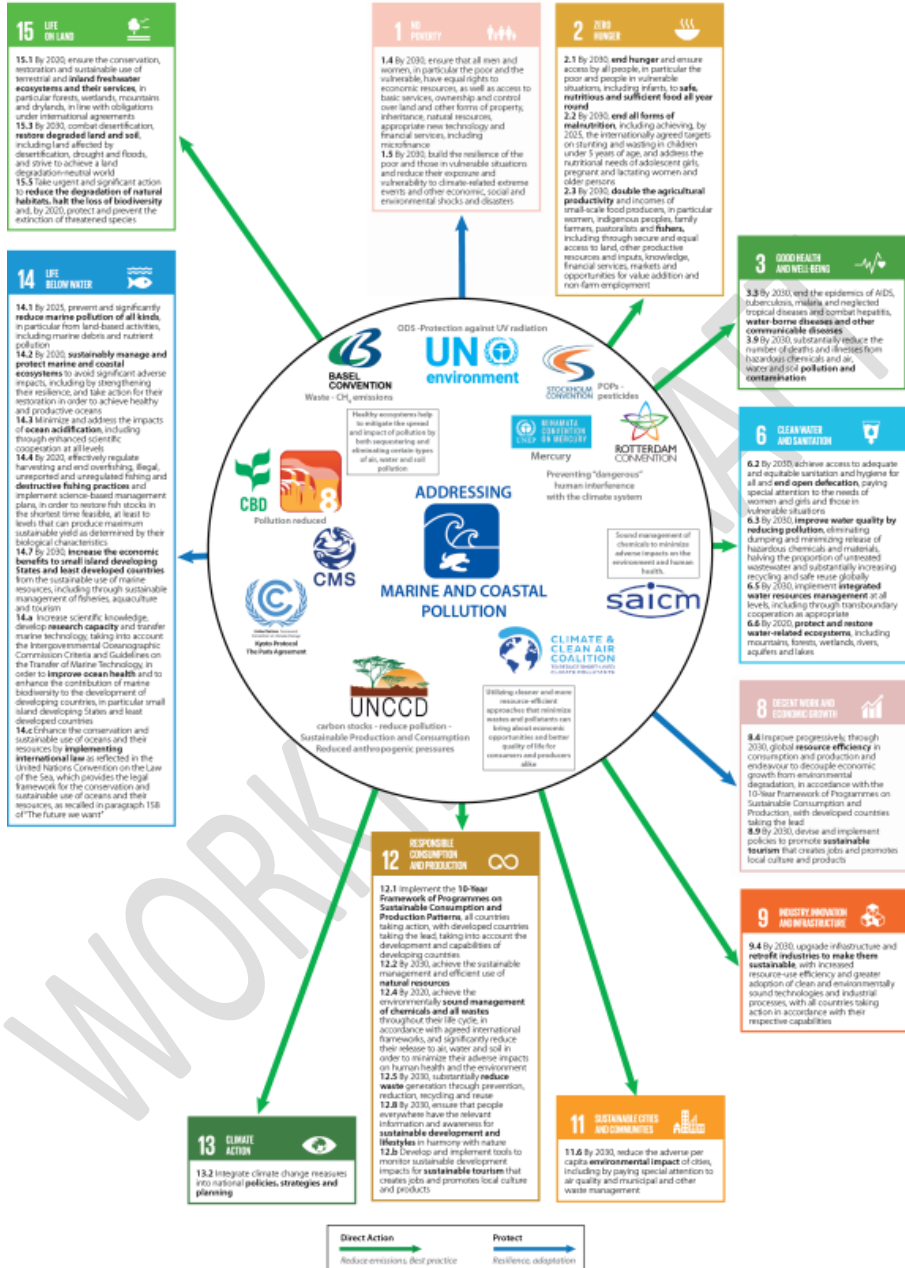 15 LIFE
ON LAND
15.1 By 2020, ensure the conservation,
restoration and sustainable use of
terrestrial and inland freshwater
ecosystems and their services, in
particular forests, wetlands, mountains
and drylands, in line with obligations
under international agreements
15.3 By 2030, combat desertification,
restore degraded land and soil,
including land affected by
desertification, drought and floods,
and strive to achieve a land
degradation-neutral world
15.5 Take urgent and significant action
to reduce the degradation of natural
habitats, halt the loss of biodiversity
and, by 2020, protect and prevent the
extinction of threatened species
1 NO
POVERTY
1.4 By 2030, ensure that all men and
women, in particular the poor and the
vulnerable, have equal rights to
economic resources, as well as access to
basic services, ownership and control
over land and other forms of property,
inheritance, natural resources,
appropriate new technology and
financial services, including
microfinance
1.5 By 2030, build the resilience of the
poor and those in vulnerable situations
and reduce their exposure and
vulnerability to climate-related extreme
events and other economic, social and
environmental shocks and disasters
2 ZERO
HUNGER
2.1 By 2030, end hunger and ensure
access by all people, in particular the
poor and people in vulnerable
situations, including infants, to safe,
nutritious and sufficient food all year
round
2.2 By 2030, end all forms of
malnutrition, including achieving, by
2025, the internationally agreed targets
on stunting and wasting in children
under 5 years of age, and address the
nutritional needs of adolescent girls,
pregnant and lactating women and
older persons
2.3 By 2030, double the agricultural
productivity and incomes of
small-scale food producers, in particular
women, indigenous peoples, family
farmers, pastoralists and fishers,
including through secure and equal
access to land, other productive
resources and inputs, knowledge,
financial services, markets and
opportunities for value addition and
non-farm employment
3 GOOD HEALTH
AND WELL-BEING
3.3 By 2030, end the epidemics of AIDS,
tuberculosis, malaria and neglected
tropical diseases and combat hepatitis,
water-borne diseases and other
communicable diseases
3.9 By 2030, substantially reduce the
number of deaths and illnesses from
hazardous chemicals and air,
water and soil pollution and
contamination
14 LIFE
BELOW WATER
14.1 By 2025, prevent and significantly
reduce marine pollution of all kinds,
in particular from land-based activities,
including marine debris and nutrient
pollution
14.2 By 2020, sustainably manage and
protect marine and coastal
ecosystems to avoid significant adverse
impacts, including by strengthening
their resilience, and take action for their
restoration in order to achieve healthy
and productive oceans
14.3 Minimize and address the impacts
of ocean acidification, including
through enhanced scientific
cooperation at all levels
14.4 By 2020, effectively regulate
harvesting and end overfishing, illegal,
unreported and unregulated fishing and
destructive fishing practices and
implement science-based management
plans, in order to restore fish stocks in
the shortest time feasible, at least to
levels that can produce maximum
sustainable yield as determined by their
biological characteristics
14.7 By 2030, increase the economic
benefits to small island developing
States and least developed countries
from the sustainable use of marine
resources, including through sustainable
management of fisheries, aquaculture
and tourism
14.a Increase scientific knowledge,
develop research capacity and transfer
marine technology, taking into account
the Intergovernmental Oceanographic
Commission Criteria and Guidelines on
the Transfer of Marine Technology, in
order to improve ocean health and to
enhance the contribution of marine
biodiversity to the development of
developing countries, in particular small
island developing States and least
developed countries
14.c Enhance the conservation and
sustainable use of oceans and their
resources by implementing
international law as reflected in the
United Nations Convention on the Law
of the Sea, which provides the legal
framework for the conservation and
sustainable use of oceans and their
resources, as recalled in paragraph 158
of "The future we want"
ODS -Protection against UV radiation
BASEL
CONVENTION
Waste - CH4 emissions
UN
environment
STOCKHOLM
CONVENTION
POPs -
pesticides
Healthy ecosystems help
to mitigate the spread
and impact of pollution by
both sequestering and
eliminating certain types
of air, water and soil
pollution
UNEP
MINAMATA
CONVENTION
ON MERCURY
Mercury
ROTTERDAM
CONVENTION
Preventing "dangerous"
human interference
with the climate system
CBD
8
Pollution reduced
ADDRESSING
MARINE AND COASTAL
POLLUTION
CMS
Sound management of
chemicals to minimize
adverse impacts on the
environment and human
health.
saicm
Kyoto Protocol
The Paris Agreement
CLIMATE &
CLEAN AIR
COALITION
TO REDUCE SHORT-LIVED
CLIMATE POLLUTANTS
UNCCD
carbon stocks - reduce pollution -
Sustainable Production and Consumption
Reduced anthropogenic pressures
Utilising cleaner and more
resource-efficient
approaches that minimize
wastes and pollutants can
bring about economic
opportunities and better
quality of life for
consumers and producers
alike
6 CLEAN WATER
AND SANITATION
6.2 By 2030, achieve access to adequate
and equitable sanitation and hygiene for
all and end open defecation, paying
special attention to the needs of
women and girls and those in
vulnerable situations
6.3 By 2030, improve water quality by
reducing pollution, eliminating
dumping and minimizing release of
hazardous chemicals and materials,
halving the proportion of untreated
wastewater and substantially increasing
recycling and safe reuse globally
6.5 By 2030, implement integrated
water resources management at all
levels, including through transboundary
cooperation as appropriate
6.6 By 2020, protect and restore
water-related ecosystems, including
mountains, forests, wetlands, rivers,
aquifers and lakes
8 DECENT WORK AND
ECONOMIC GROWTH
8.4 Improve progressively, through
2030, global resource efficiency in
consumption and production and
endeavour to decouple economic
growth from environmental
degradation, in accordance with the
10-Year Framework of Programmes on
Sustainable Consumption and
Production, with developed countries
taking the lead
8.9 By 2030, devise and implement
policies to promote sustainable
tourism that creates jobs and promotes
local culture and products
9 INDUSTRY, INNOVATION
AND INFRASTRUCTURE
9.4 By 2030, upgrade infrastructure and
retrofit industries to make them
sustainable, with increased
resource-use efficiency and greater
adoption of clean and environmentally
sound technologies and industrial
processes, with all countries taking
action in accordance with their
respective capabilities
12 RESPONSIBLE
CONSUMPTION
AND PRODUCTION
12.1 Implement the 10-Year
Framework of Programmes on
Sustainable Consumption and
Production Patterns, all countries
taking action, with developed countries
taking the lead, taking into account the
development and capabilities of
developing countries
12.2 By 2030, achieve the sustainable
management and efficient use of
natural resources
12.4 By 2020, achieve the
environmentally sound management
of chemicals and all wastes
throughout their life cycle, in
accordance with agreed international
frameworks, and significantly reduce
their release to air, water and soil in
order to minimize their adverse impacts
on human health and the environment
12.5 By 2030, substantially reduce
waste generation through prevention,
reduction, recycling and reuse
12.8 By 2030, ensure that people
everywhere have the relevant
information and awareness for
sustainable development and
lifestyles in harmony with nature
12.b Develop and implement tools to
monitor sustainable development
impacts for sustainable tourism that
creates jobs and promotes local culture
and products
13 CLIMATE
ACTION
13.2 Integrate climate change measures
into national policies, strategies and
planning
11 SUSTAINABLE CITIES
AND COMMUNITIES
11.6 By 2030, reduce the adverse per
capita environmental impact of cities,
including by paying special attention to
air quality and municipal and other
waste management
Direct Action
Reduce emissions, Best practice
Protect
Resilience, adaptation